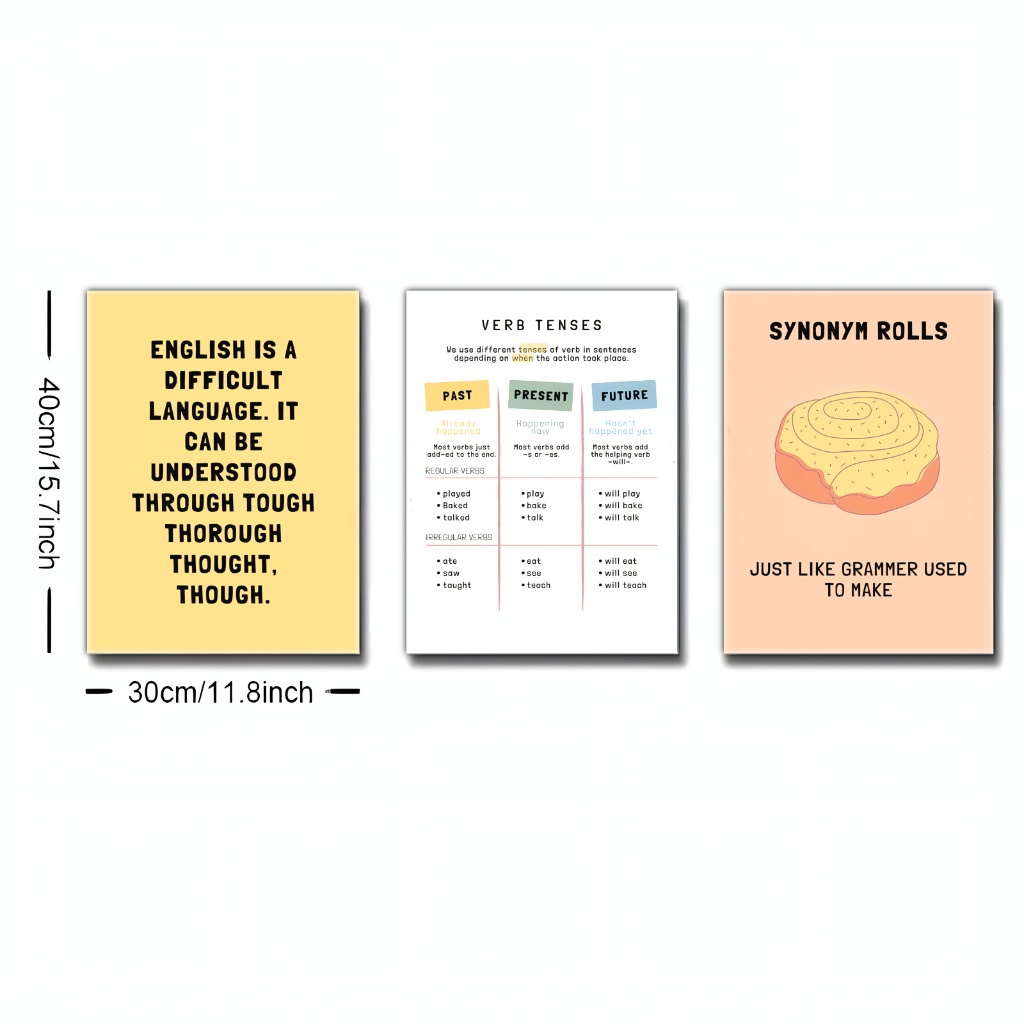 40cm/15.7inch
30cm/11.8inch
ENGLISH IS A
DIFFICULT
LANGUAGE. IT
CAN BE
UNDERSTOOD
THROUGH TOUGH
THOROUGH
THOUGHT,
THOUGH.
VERB TENSES
We use different tenses of verb in sentences
depending on when the action took place.
PAST
Already
happened
Most verbs just
add-ed to the end.
PRESENT
Happening
now
Most verbs add
-s or -es.
FUTURE
Hasn't
happened yet
Most verbs add
the helping verb
-will-.
REGULAR VERBS
• played
• Baked
• talked
• play
• bake
• talk
• will play
• will bake
• will talk
IRREGULAR VERBS
• ate
• saw
• taught
• eat
• see
• teach
• will eat
• will see
• will teach
SYNONYM ROLLS
JUST LIKE GRAMMER USED
TO MAKE